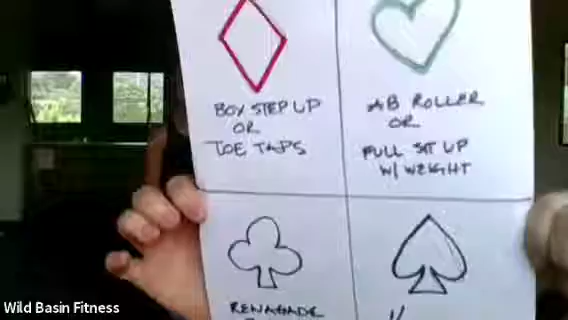 BOX STEP UP
OR
TOE TAPS
AB ROLLER
OR
FULL SIT UP
W/ WEIGHT
RENAGADE
Wild Basin Fitness